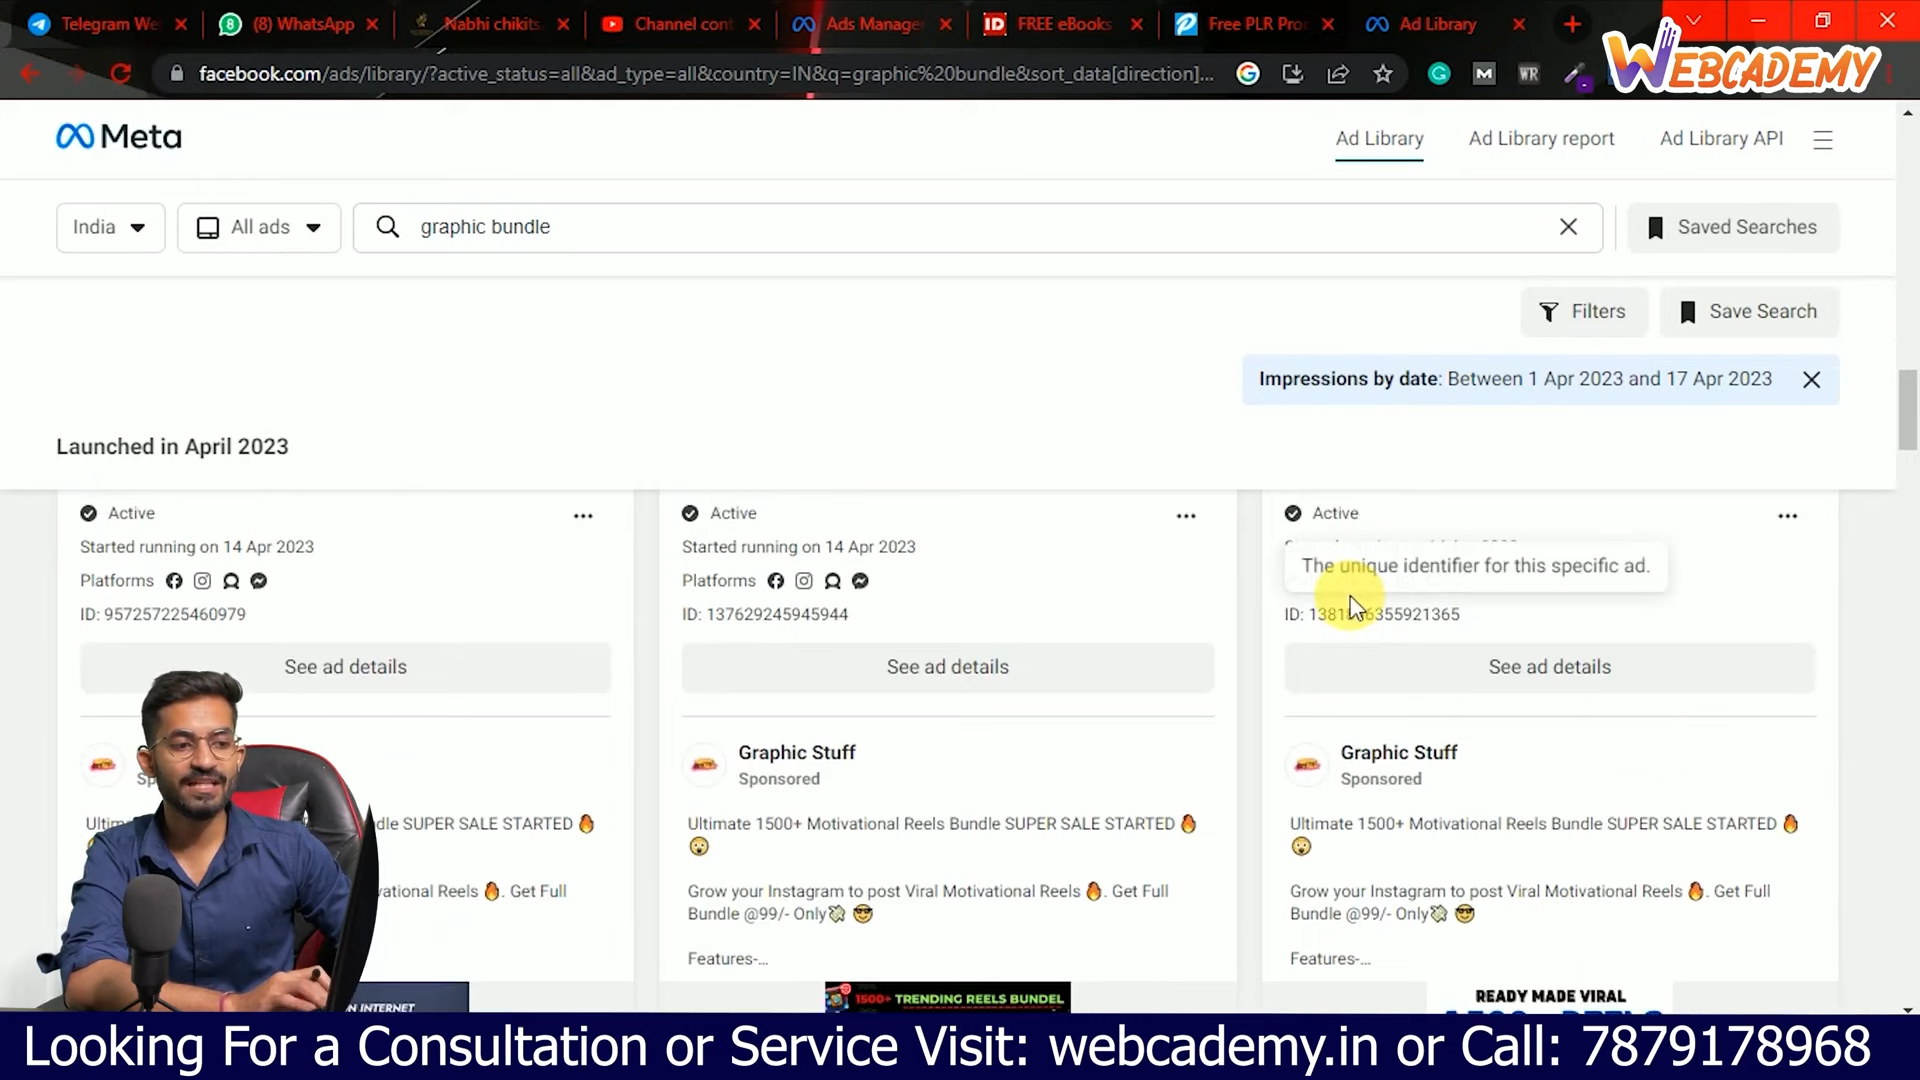 Telegram We
(8) WhatsApp
Nabhi chikits
Channel cont
Ads Manage
ID FREE eBooks
Free PLR Pro
Ad Library
WEBCADEMY
facebook.com/ads/library/?active_status=all&ad_type=all&country=IN&q=graphic%20bundle&sort_data[direction]...
M
WR
Meta
Ad Library
Ad Library report
Ad Library API
India
All ads
graphic bundle
Saved Searches
Filters
Save Search
Impressions by date: Between 1 Apr 2023 and 17 Apr 2023
Launched in April 2023
Active
Started running on 14 Apr 2023
Platforms
ID: 957257225460979
See ad details
Active
Started running on 14 Apr 2023
Platforms
ID: 137629245945944
See ad details
Graphic Stuff
Sponsored
Ultimate 1500+ Motivational Reels Bundle SUPER SALE STARTED 🔥
😮
Grow your Instagram to post Viral Motivational Reels 🔥. Get Full
Bundle @99/- Only💸 😎
Features-...
1500+ TRENDING REELS BUNDEL
Active
The unique identifier for this specific ad.
See ad details
Graphic Stuff
Sponsored
Ultimate 1500+ Motivational Reels Bundle SUPER SALE STARTED 🔥
😮
Grow your Instagram to post Viral Motivational Reels 🔥. Get Full
Bundle @99/- Only💸 😎
Features-...
READY MADE VIRAL
SUPER SALE STARTED 🔥
Reels 🔥. Get Full
INTERNET
Looking For a Consultation or Service Visit: webcademy.in or Call: 7879178968